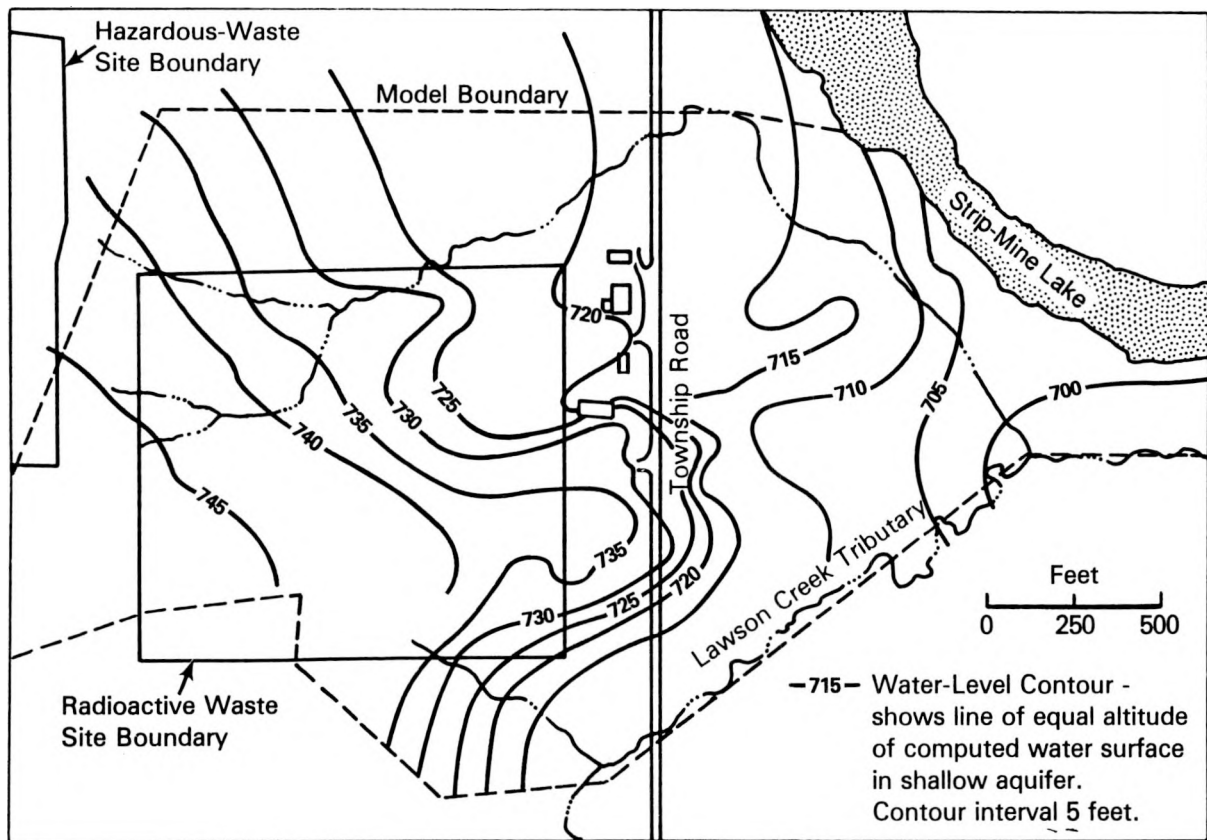 Hazardous-Waste
Site Boundary
Model Boundary
Strip-Mine Lake
720
Township Road
715
710
705
700
725
730
735
740
745
735
730
725
720
Lawson Creek Tributary
Feet
0 250 500
Radioactive Waste
Site Boundary
-715- Water-Level Contour -
shows line of equal altitude
of computed water surface
in shallow aquifer.
Contour interval 5 feet.